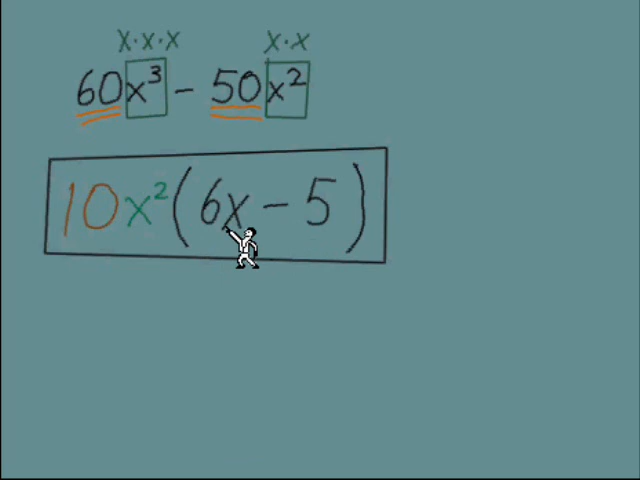 x·x·x x·x
60x³ - 50x²
10x²(6x - 5)